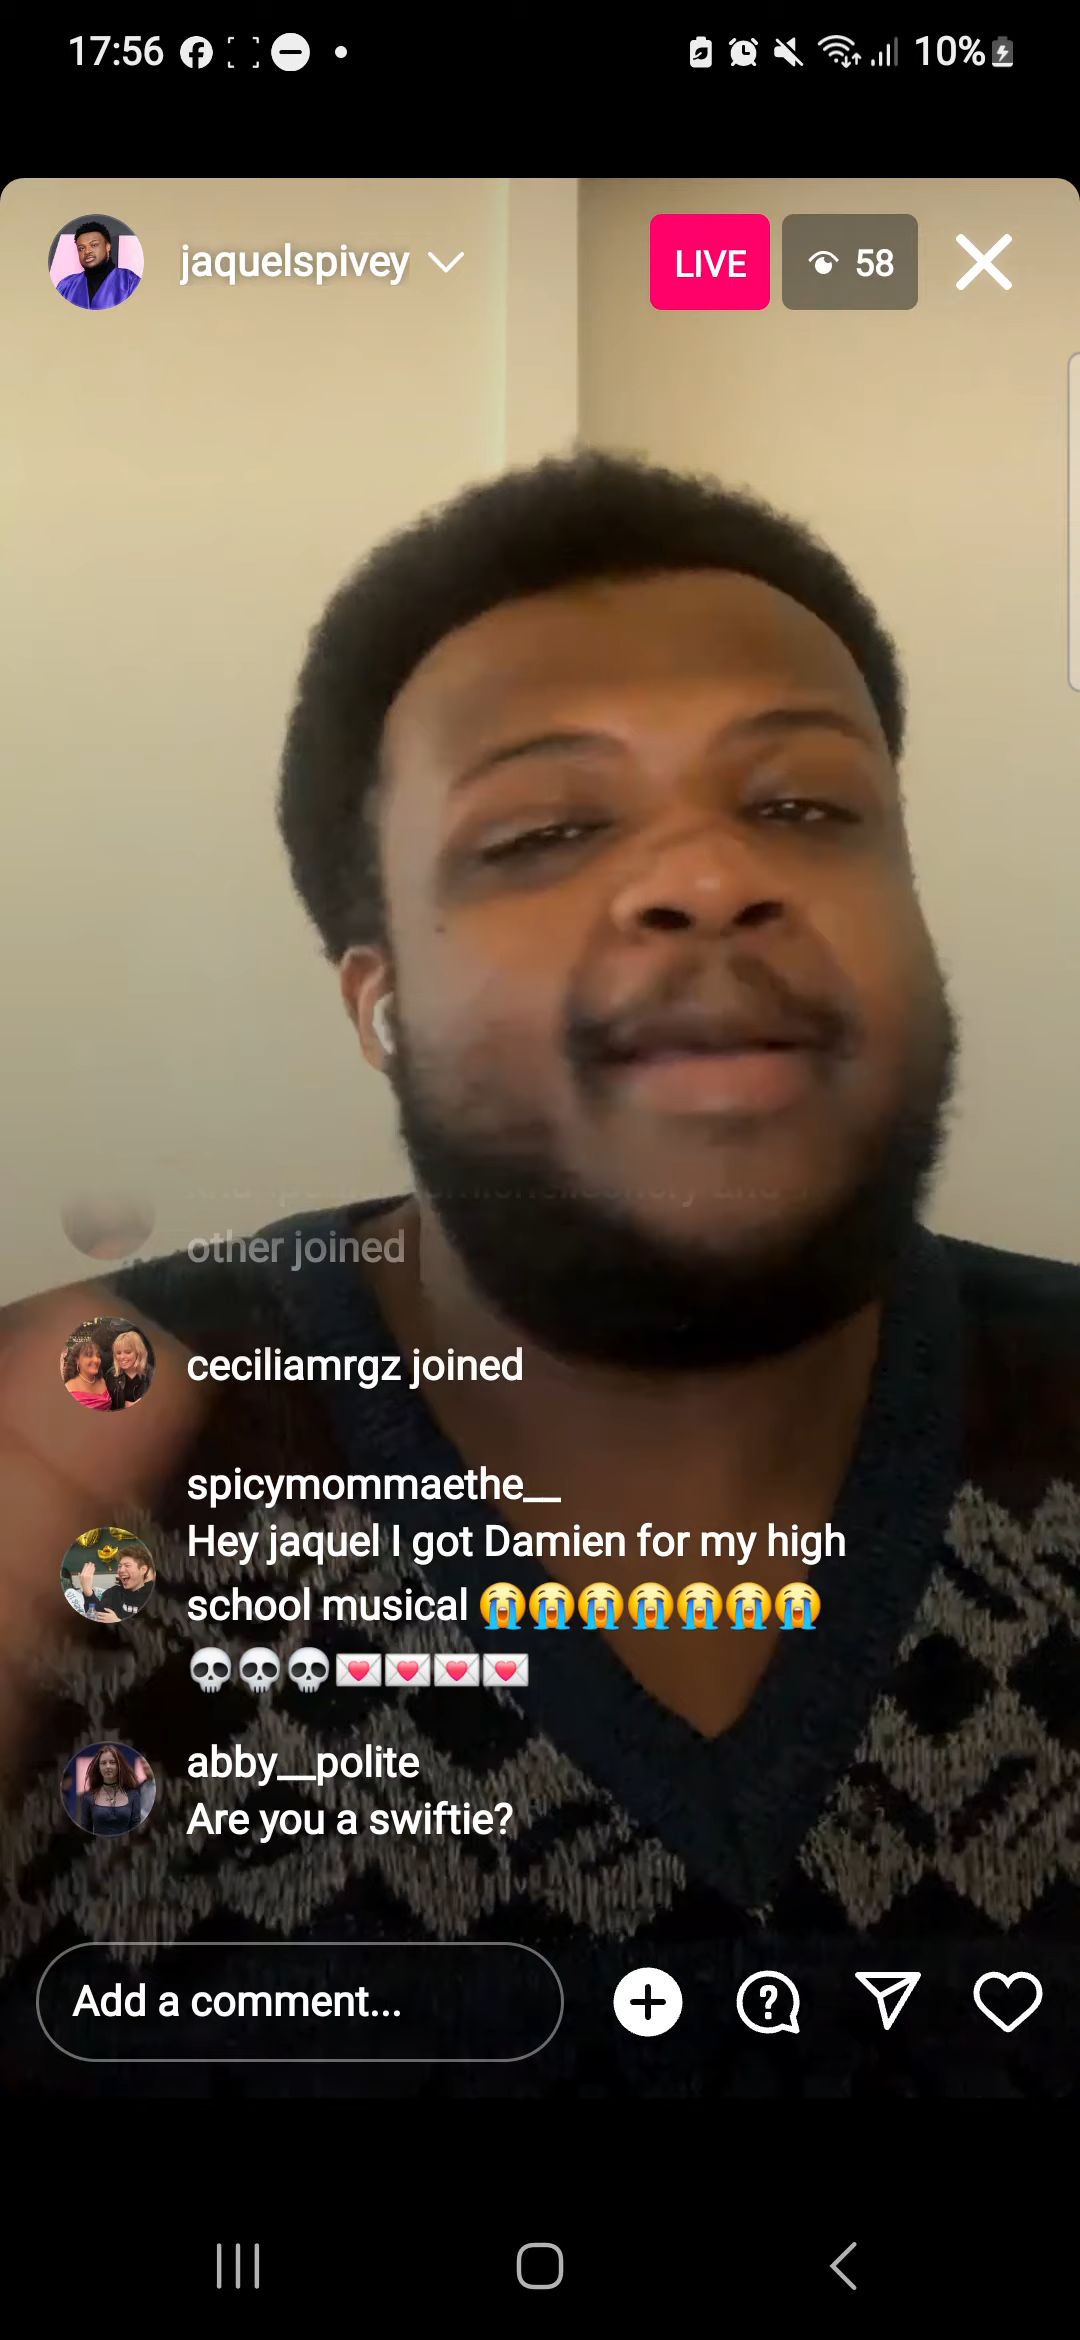 17:56
10%
jaquelspivey
LIVE
58
other joined
ceciliamrgz joined
spicymommaethe__
Hey jaquel I got Damien for my high
school musical 😭😭😭😭😭😭😭
💀💀💀💌💌💌💌
abby__polite
Are you a swiftie?
Add a comment...